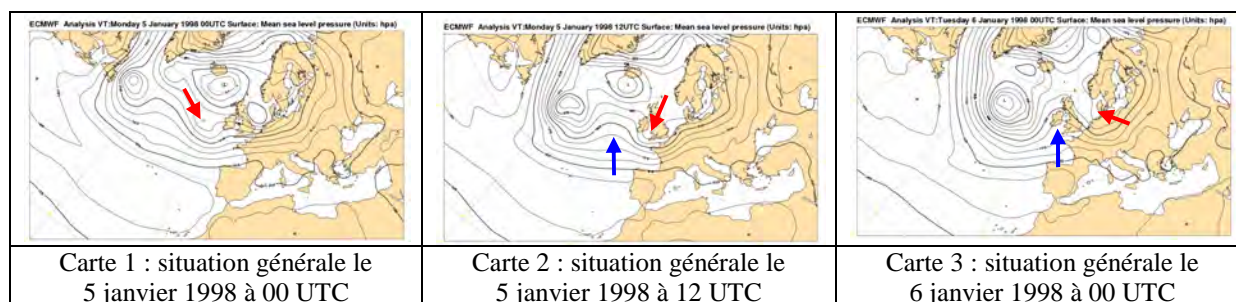 ECMWF Analysis VT:Monday 5 January 1998 00UTC Surface: Mean sea level pressure (Units: hpa)
ECMWF Analysis VT:Monday 5 January 1998 12UTC Surface: Mean sea level pressure (Units: hpa)
ECMWF Analysis VT:Tuesday 6 January 1998 00UTC Surface: Mean sea level pressure (Units: hpa)
Carte 1 : situation générale le
5 janvier 1998 à 00 UTC
Carte 2 : situation générale le
5 janvier 1998 à 12 UTC
Carte 3 : situation générale le
6 janvier 1998 à 00 UTC